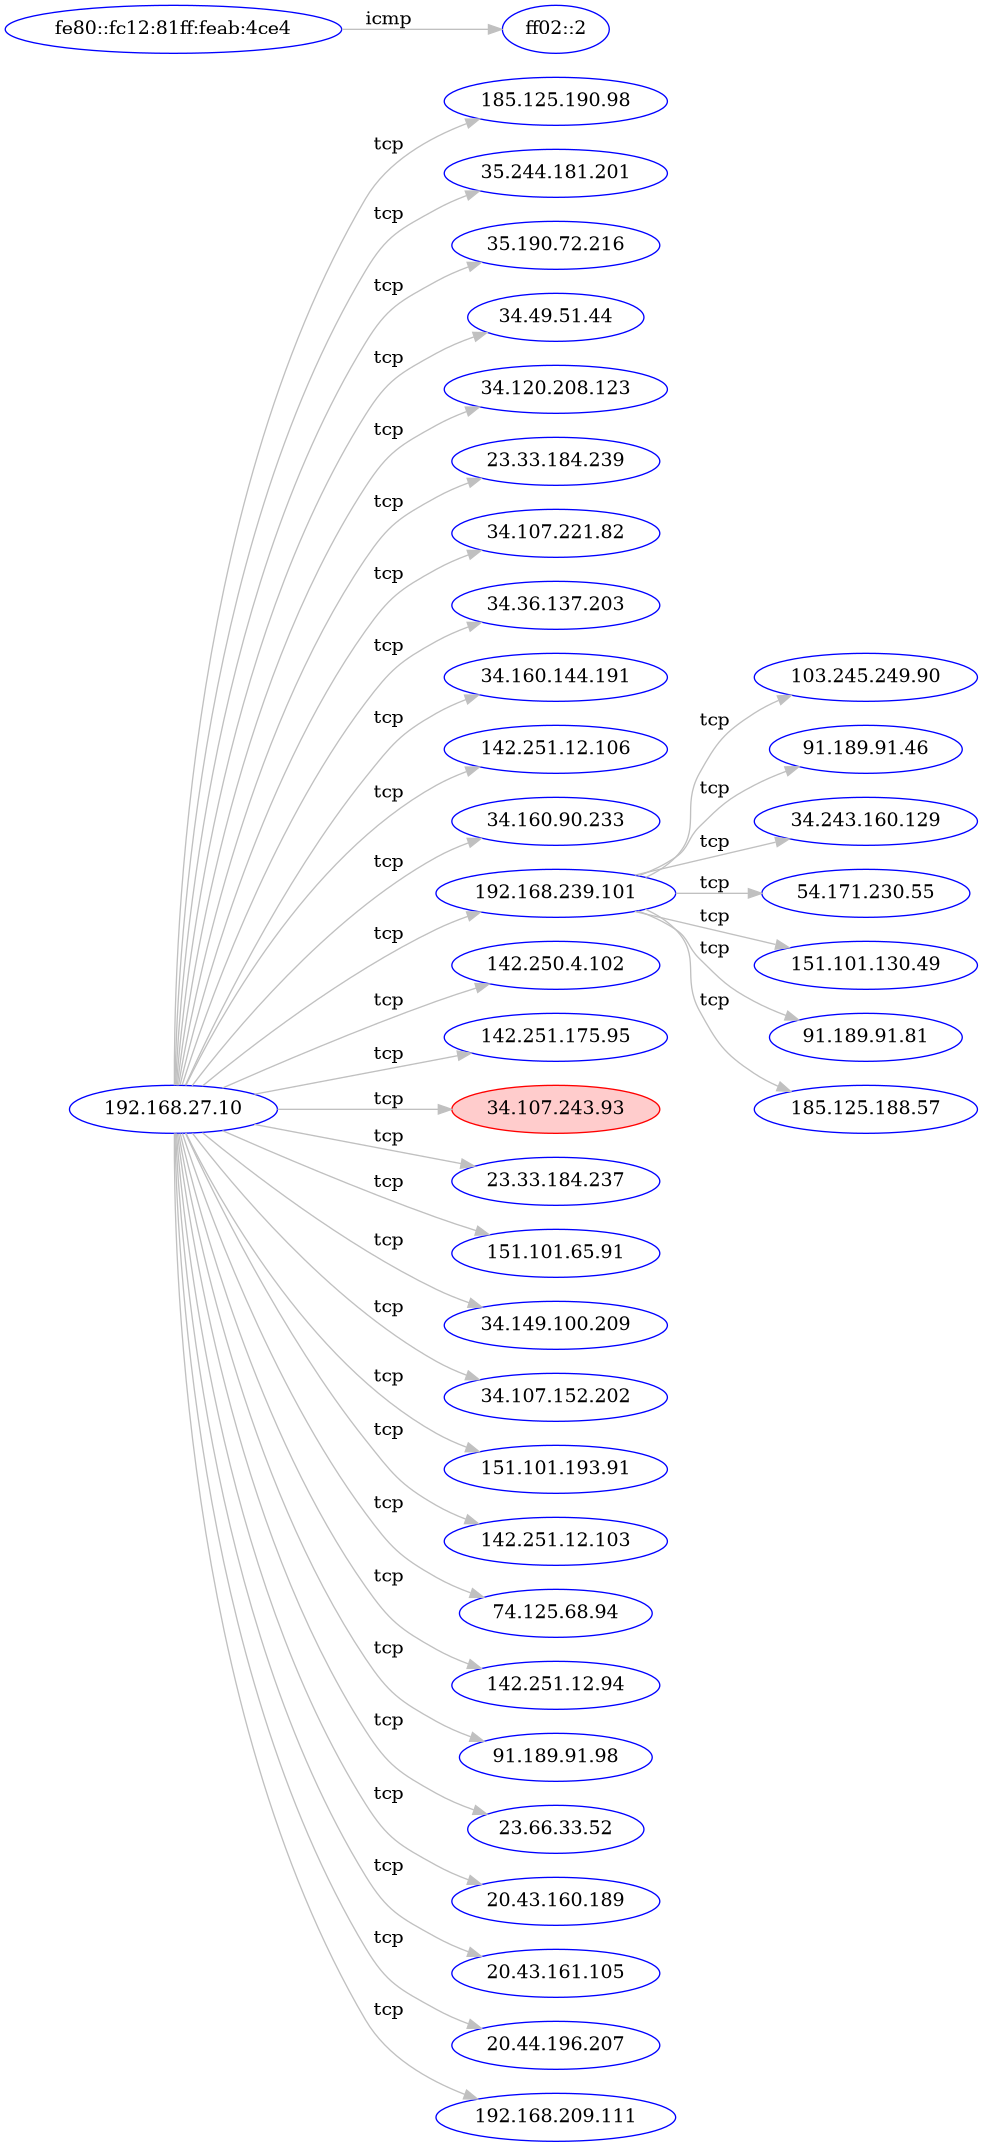 fe80::fc12:81ff:feab:4ce4
icmp
ff02::2
185.125.190.98
tcp
35.244.181.201
tcp
35.190.72.216
tcp
34.49.51.44
tcp
34.120.208.123
tcp
23.33.184.239
tcp
34.107.221.82
tcp
34.36.137.203
tcp
34.160.144.191
tcp
142.251.12.106
tcp
34.160.90.233
tcp
192.168.239.101
tcp
142.250.4.102
tcp
142.251.175.95
tcp
192.168.27.10
tcp
34.107.243.93
tcp
23.33.184.237
tcp
151.101.65.91
tcp
34.149.100.209
tcp
34.107.152.202
tcp
151.101.193.91
tcp
142.251.12.103
tcp
74.125.68.94
tcp
142.251.12.94
tcp
91.189.91.98
tcp
23.66.33.52
tcp
20.43.160.189
tcp
20.43.161.105
tcp
20.44.196.207
tcp
192.168.209.111
tcp
103.245.249.90
tcp
91.189.91.46
tcp
34.243.160.129
tcp
54.171.230.55
tcp
151.101.130.49
tcp
91.189.91.81
tcp
185.125.188.57
tcp